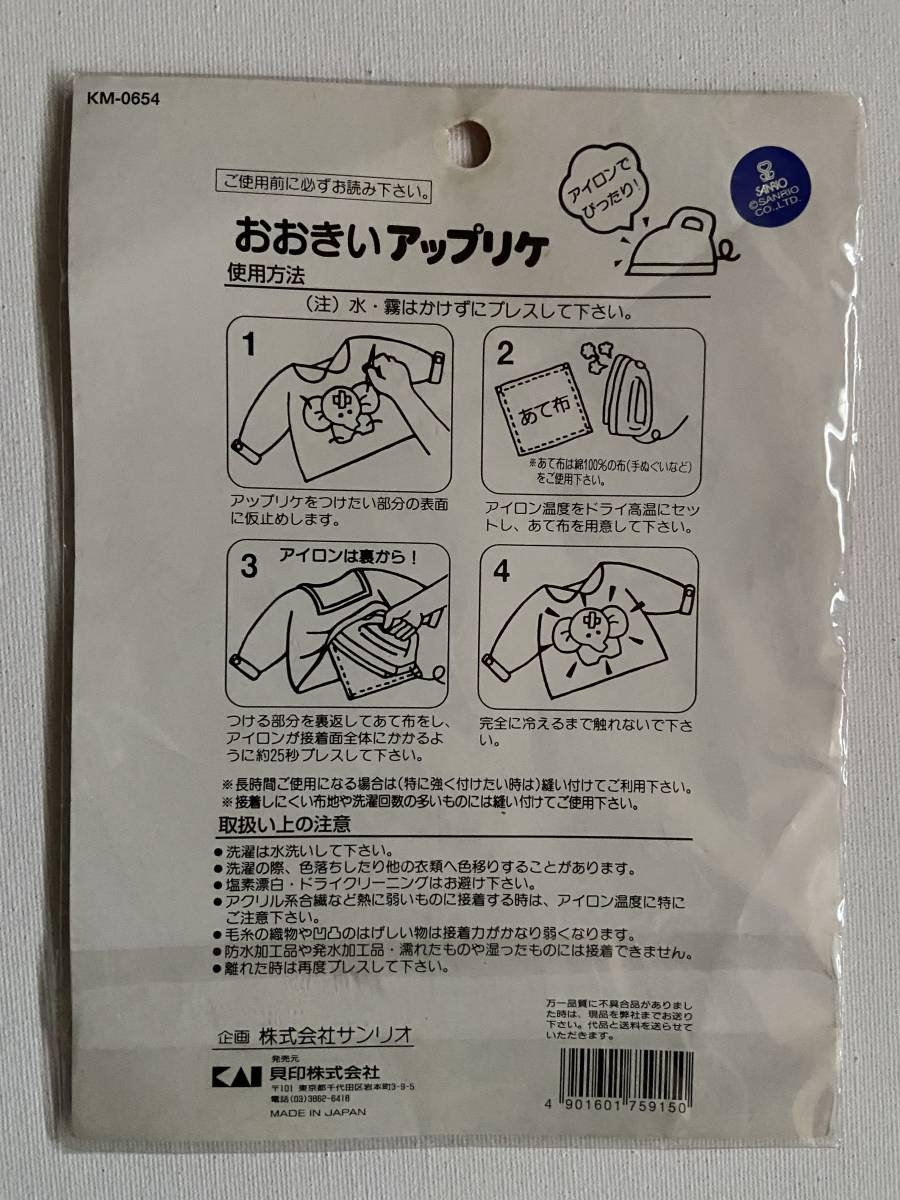 KM-0654
ご使用前に必ずお読み下さい。
アイロンで
ぴったり!
SANRIO
©SANRIO
CO.,LTD.
おおきいアップリケ
使用方法
(注)水・霧はかけずにプレスして下さい。
1
アップリケをつけたい部分の表面
に仮止めします。
2
あて布
※あて布は綿100%の布(手ぬぐいなど)
をご使用下さい。
アイロン温度をドライ高温にセッ
トし、あて布を用意して下さい。
3
アイロンは裏から!
つける部分を裏返してあて布をし、
アイロンが接着面全体にかかるよ
うに約25秒プレスして下さい。
4
完全に冷えるまで触れないで下さ
い。
※長時間ご使用になる場合は(特に強く付けたい時は)縫い付けてご利用下さい。
※接着しにくい布地や洗濯回数の多いものには縫い付けてご使用下さい。
取扱い上の注意
●洗濯は水洗いして下さい。
●洗濯の際、色落ちしたり他の衣類へ色移りすることがあります。
●塩素漂白・ドライクリーニングはお避け下さい。
●アクリル系合繊など熱に弱いものに接着する時は、アイロン温度に特に
ご注意下さい。
●毛糸の織物や凹凸のはげしい物は接着力がかなり弱くなります。
●防水加工品や発水加工品・濡れたものや湿ったものには接着できません。
●離れた時は再度プレスして下さい。
万一品質に不具合品がありまし
た時は、現品を弊社までお送り
下さい。代品と送料を送らせて
いただきます。
企画 株式会社サンリオ
発売元
KAI 貝印株式会社
〒101 東京都千代田区岩本町3-9-5
電話(03)3862-6418
MADE IN JAPAN
4 901601 759150